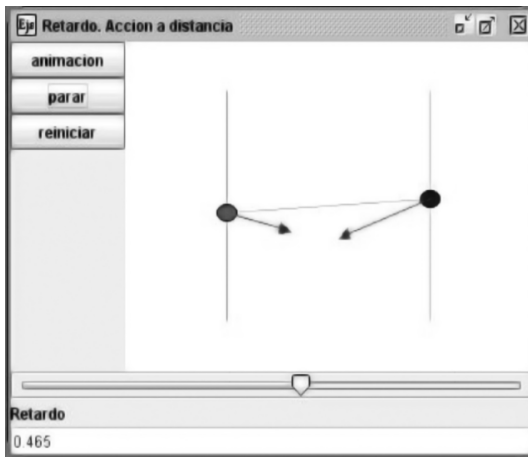 Ejs Retardo. Accion a distancia
animacion
parar
reiniciar
Retardo
0.465